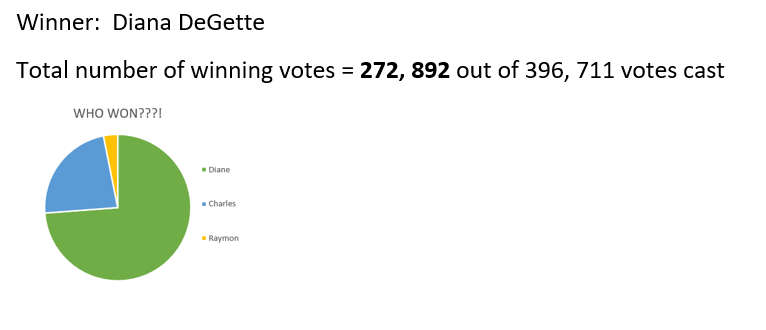 Winner:  Diana DeGette
Total number of winning votes = 272, 892 out of 396, 711 votes cast
WHO WON???!
Diane
Charles
Raymon